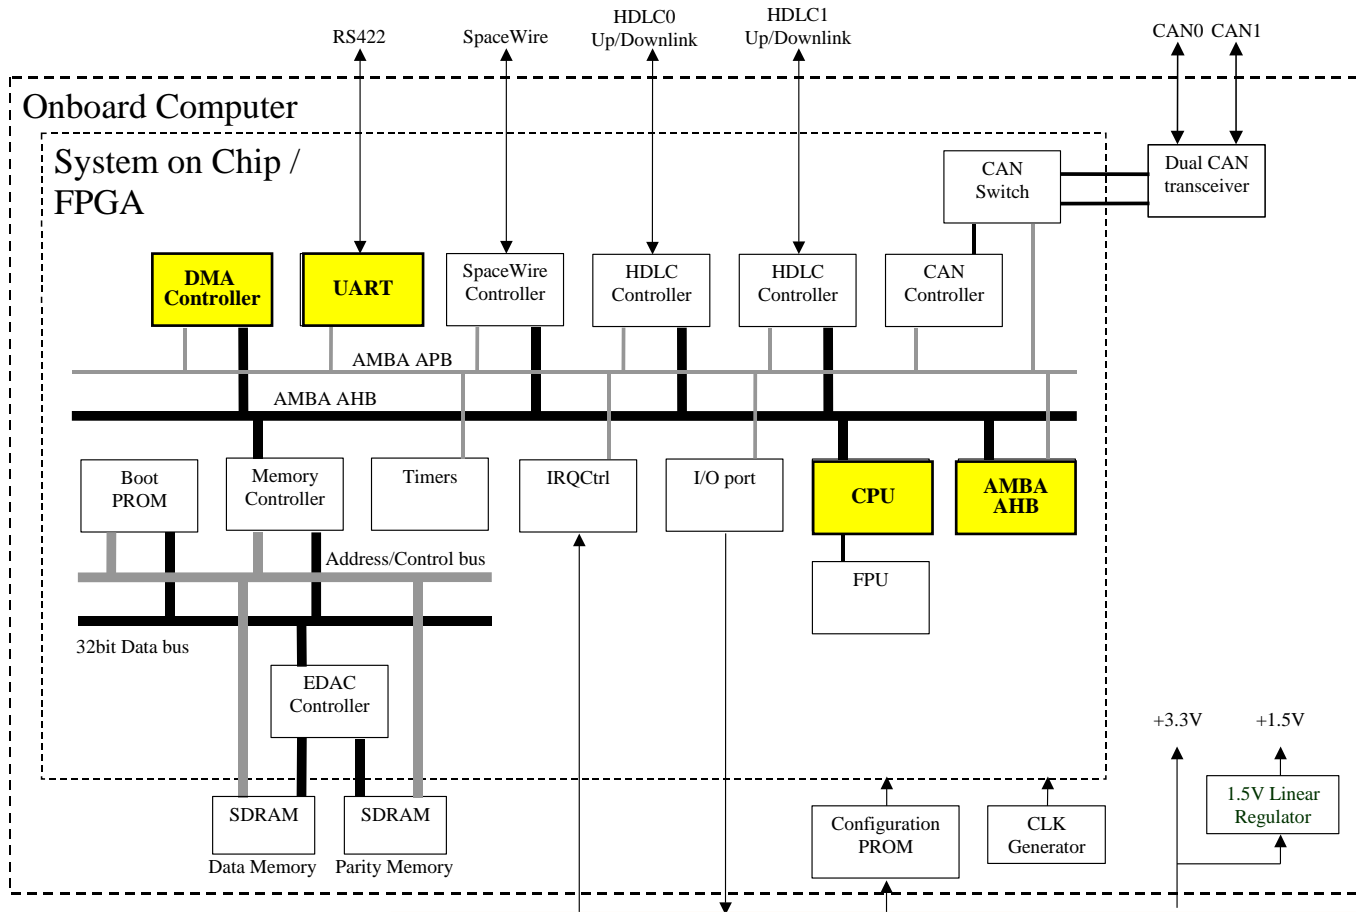 HDLC0
Up/Downlink
HDLC1
Up/Downlink
RS422
SpaceWire
CAN0 CAN1
Onboard Computer
System on Chip /
FPGA
CAN
Switch
Dual CAN
transceiver
DMA
Controller
UART
SpaceWire
Controller
HDLC
Controller
HDLC
Controller
CAN
Controller
AMBA APB
AMBA AHB
Boot
PROM
Memory
Controller
Timers
IRQCtrl
I/O port
CPU
AMBA
AHB
Address/Control bus
FPU
32bit Data bus
EDAC
Controller
+3.3V
+1.5V
SDRAM
SDRAM
Configuration
PROM
CLK
Generator
1.5V Linear
Regulator
Data Memory
Parity Memory